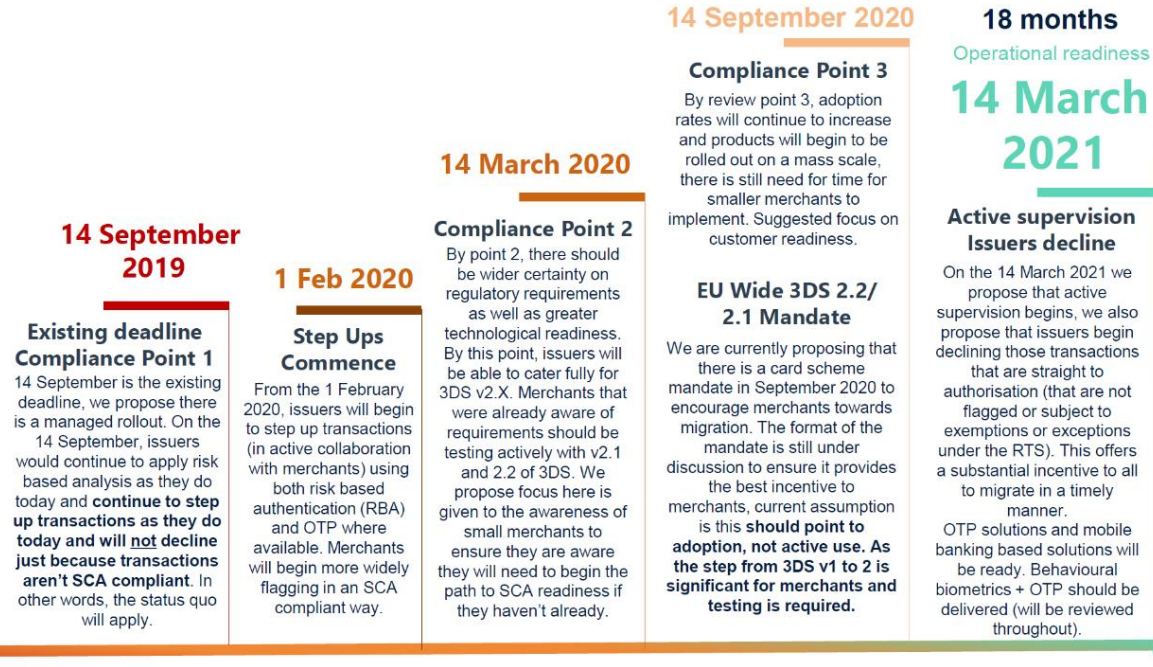 14 September
2019
Existing deadline
Compliance Point 1
14 September is the existing
deadline, we propose there
is a managed rollout. On the
14 September, issuers
would continue to apply risk
based analysis as they do
today and continue to step
up transactions as they do
today and will not decline
just because transactions
aren't SCA compliant. In
other words, the status quo
will apply.
1 Feb 2020
Step Ups
Commence
From the 1 February
2020, issuers will begin
to step up transactions
(in active collaboration
with merchants) using
both risk based
authentication (RBA)
and OTP where
available. Merchants
will begin more widely
flagging in an SCA
compliant way.
14 March 2020
Compliance Point 2
By point 2, there should
be wider certainty on
regulatory requirements
as well as greater
technological readiness.
By this point, issuers will
be able to cater fully for
3DS v2.X. Merchants that
were already aware of
requirements should be
testing actively with v2.1
and 2.2 of 3DS. We
propose focus here is
given to the awareness of
small merchants to
ensure they are aware
they will need to begin the
path to SCA readiness if
they haven't already.
14 September 2020
Compliance Point 3
By review point 3, adoption
rates will continue to increase
and products will begin to be
rolled out on a mass scale,
there is still need for time for
smaller merchants to
implement. Suggested focus on
customer readiness.
EU Wide 3DS 2.2/
2.1 Mandate
We are currently proposing that
there is a card scheme
mandate in September 2020 to
encourage merchants towards
migration. The format of the
mandate is still under
discussion to ensure it provides
the best incentive to
merchants, current assumption
is this should point to
adoption, not active use. As
the step from 3DS v1 to 2 is
significant for merchants and
testing is required.
18 months
Operational readiness
14 March
2021
Active supervision
Issuers decline
On the 14 March 2021 we
propose that active
supervision begins, we also
propose that issuers begin
declining those transactions
that are straight to
authorisation (that are not
flagged or subject to
exemptions or exceptions
under the RTS). This offers
a substantial incentive to all
to migrate in a timely
manner.
OTP solutions and mobile
banking based solutions will
be ready. Behavioural
biometrics + OTP should be
delivered (will be reviewed
throughout).